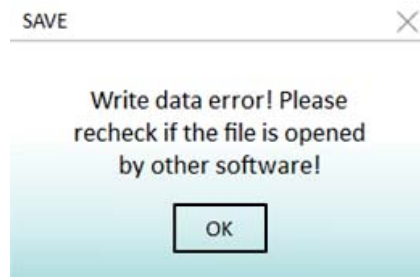 SAVE
Write data error! Please
recheck if the file is opened
by other software!
OK